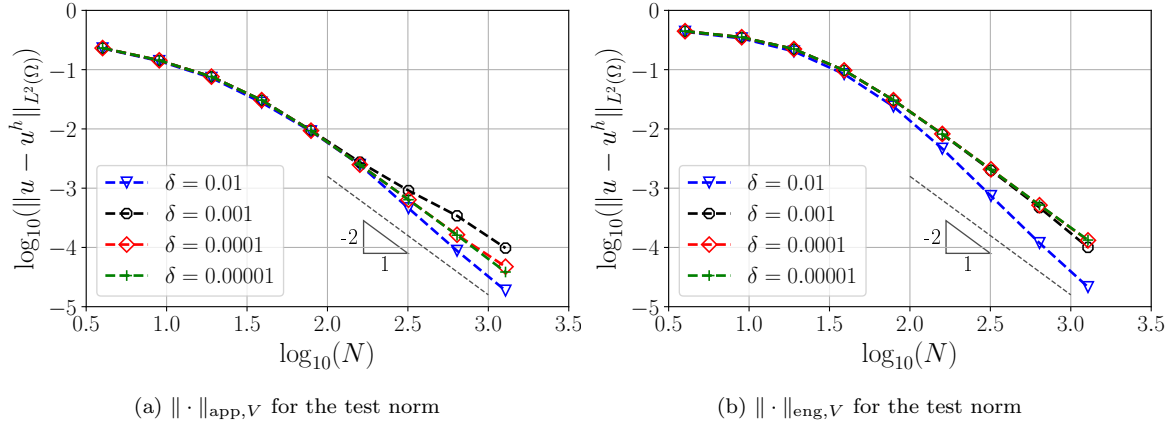 0
−1
−2
−3
−4
−5
log₁₀(||u − uʰ||_{L²(Ω)})
δ = 0.01
δ = 0.001
δ = 0.0001
δ = 0.00001
-2
1
0.5
1.0
1.5
2.0
2.5
3.0
3.5
log₁₀(N)
(a) ‖ · ‖_{app,V} for the test norm
0
−1
−2
−3
−4
−5
log₁₀(||u − uʰ||_{L²(Ω)})
δ = 0.01
δ = 0.001
δ = 0.0001
δ = 0.00001
-2
1
0.5
1.0
1.5
2.0
2.5
3.0
3.5
log₁₀(N)
(b) ‖ · ‖_{eng,V} for the test norm